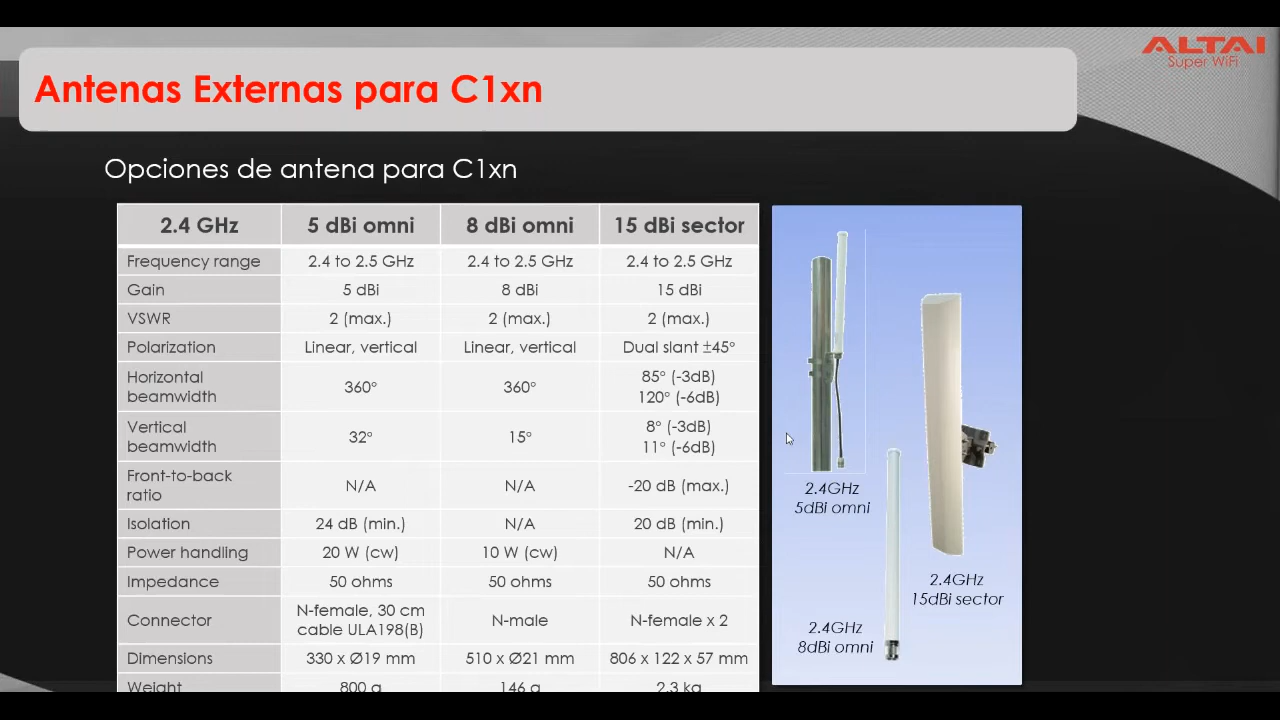 ALTAI
Super WiFi
Antenas Externas para C1xn
Opciones de antena para C1xn
2.4 GHz 5 dBi omni 8 dBi omni 15 dBi sector
Frequency range 2.4 to 2.5 GHz 2.4 to 2.5 GHz 2.4 to 2.5 GHz
Gain 5 dBi 8 dBi 15 dBi
VSWR 2 (max.) 2 (max.) 2 (max.)
Polarization Linear, vertical Linear, vertical Dual slant ±45°
Horizontal beamwidth 360° 360° 85° (-3dB)
120° (-6dB)
Vertical beamwidth 32° 15° 8° (-3dB)
11° (-6dB)
Front-to-back ratio N/A N/A -20 dB (max.)
Isolation 24 dB (min.) N/A 20 dB (min.)
Power handling 20 W (cw) 10 W (cw) N/A
Impedance 50 ohms 50 ohms 50 ohms
Connector N-female, 30 cm cable ULA198(B) N-male N-female x 2
Dimensions 330 x Ø19 mm 510 x Ø21 mm 806 x 122 x 57 mm
Weight 800 g 146 g 2.3 kg
2.4GHz
5dBi omni
2.4GHz
15dBi sector
2.4GHz
8dBi omni